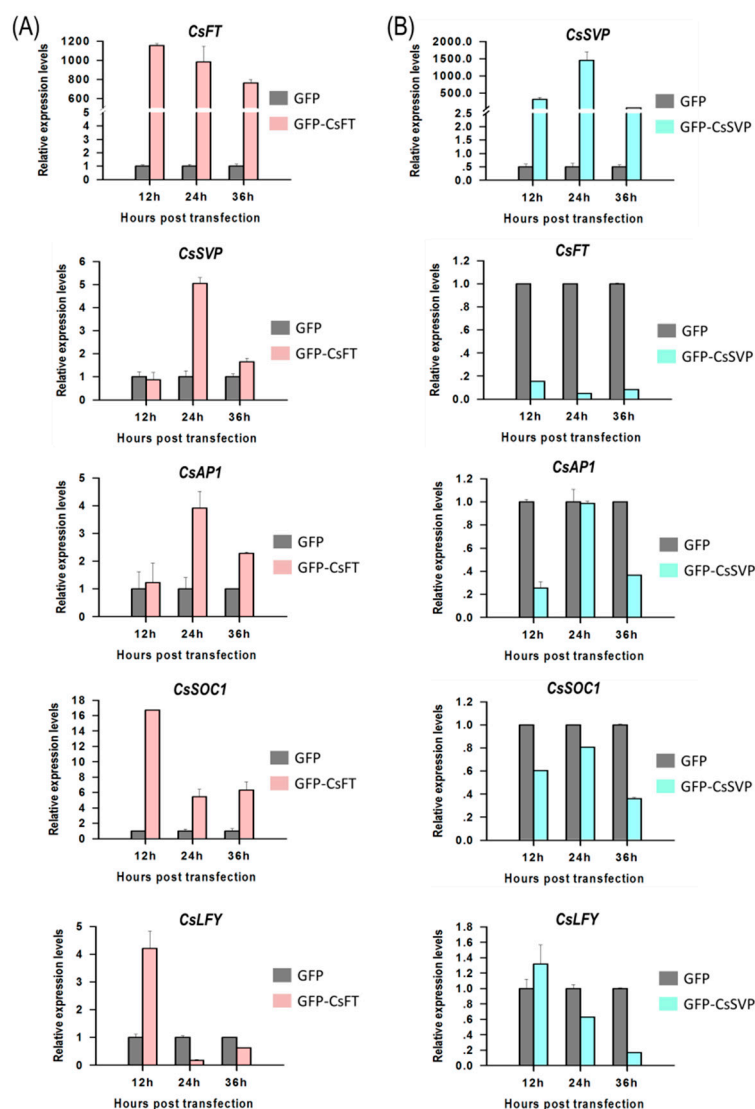 (A)
CsFT
Relative expression levels
1200
1000
800
600
5
4
3
2
1
0
12h 24h 36h
Hours post transfection
GFP
GFP-CsFT
CsSVP
Relative expression levels
6
5
4
3
2
1
0
12h 24h 36h
Hours post transfection
GFP
GFP-CsFT
CsAP1
Relative expression levels
5
4
3
2
1
0
12h 24h 36h
Hours post transfection
GFP
GFP-CsFT
CsSOC1
Relative expression levels
18
16
14
12
10
8
6
4
2
0
12h 24h 36h
Hours post transfection
GFP
GFP-CsFT
CsLFY
Relative expression levels
5
4
3
2
1
0
12h 24h 36h
Hours post transfection
GFP
GFP-CsFT
(B)
CsSVP
Relative expression levels
2000.0
1500.0
1000.0
500.0
2.5
2.0
1.5
1.0
.5
.0
12h 24h 36h
Hours post transfection
GFP
GFP-CsSVP
CsFT
Relative expression levels
1.2
1.0
.8
.6
.4
.2
0.0
12h 24h 36h
Hours post transfection
GFP
GFP-CsSVP
CsAP1
Relative expression levels
1.2
1.0
.8
.6
.4
.2
0.0
12h 24h 36h
Hours post transfection
GFP
GFP-CsSVP
CsSOC1
Relative expression levels
1.2
1.0
.8
.6
.4
.2
.0
12h 24h 36h
Hours post transfection
GFP
GFP-CsSVP
CsLFY
Relative expression levels
1.8
1.6
1.4
1.2
1.0
.8
.6
.4
.2
.0
12h 24h 36h
Hours post transfection
GFP
GFP-CsSVP